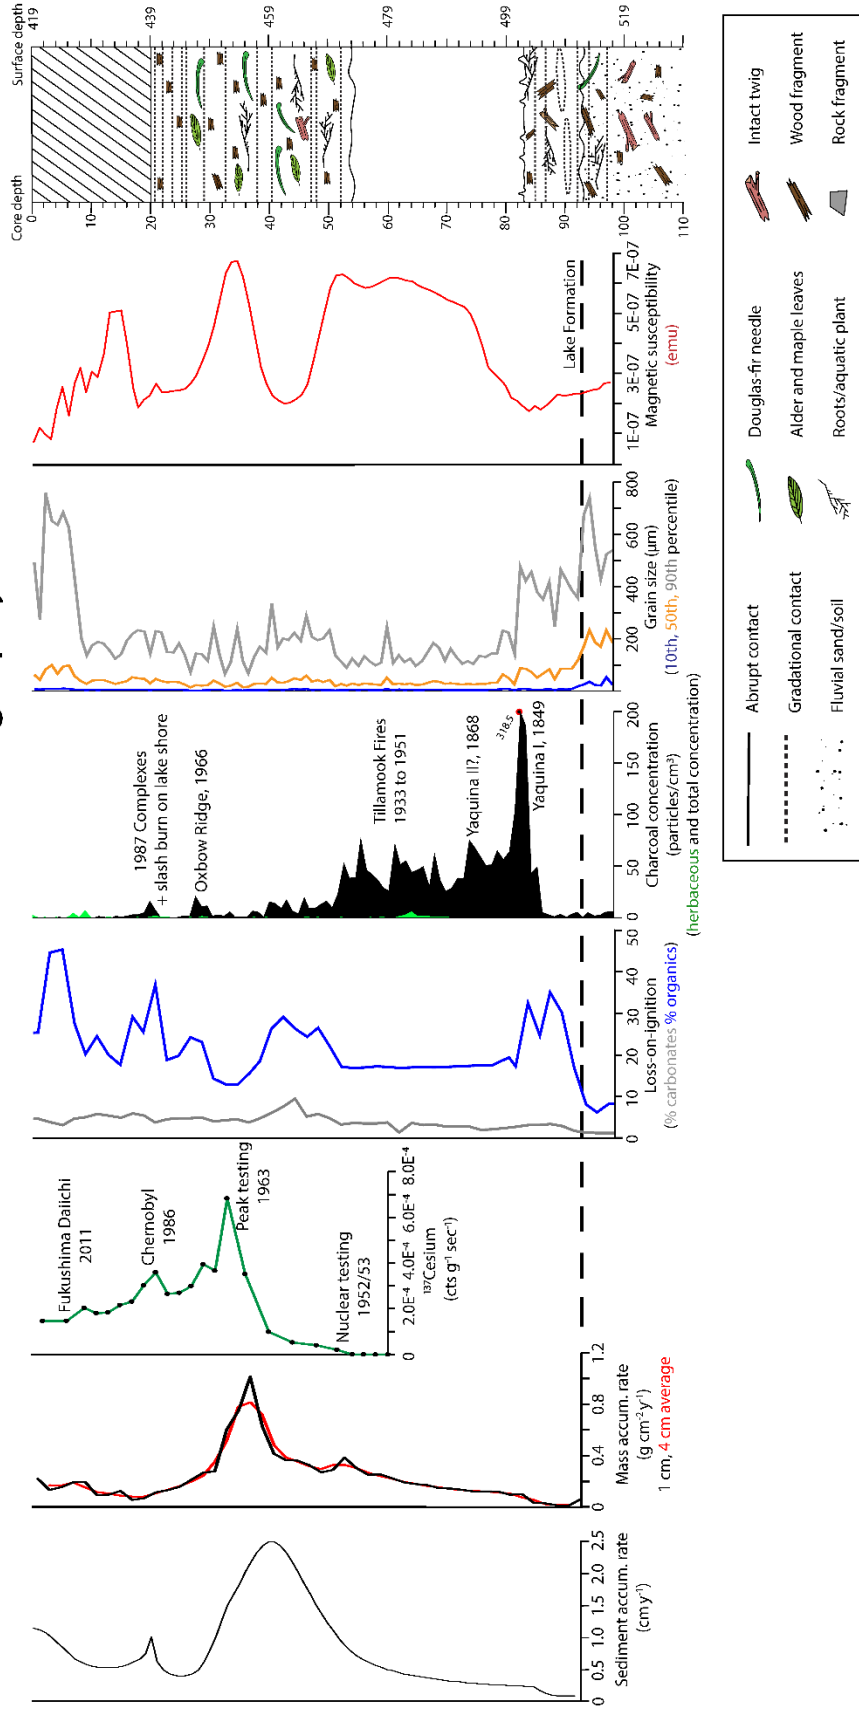 Surface depth
419
439
459
479
499
519
Core depth
0
10
20
30
40
50
60
70
80
90
100
110
1E-07
3E-07
5E-07
7E-07
Magnetic susceptibility
(emu)
Lake Formation
200
400
600
800
Grain size (µm)
(10th, 50th, 90th percentile)
1987 Complexes
+ slash burn on lake shore
Oxbow Ridge, 1966
Tillamook Fires
1933 to 1951
Yaquina II?, 1868
318.5
Yaquina I, 1849
0
50
100
150
200
Charcoal concentration
(particles/cm³)
(herbaceous and total concentration)
0
10
20
30
40
50
Loss-on-ignition
(% carbonates % organics)
Fukushima Daiichi
2011
Chernobyl
1986
Peak testing
1963
Nuclear testing
1952/53
0
2.0E⁻⁴
4.0E⁻⁴
6.0E⁻⁴
8.0E⁻⁴
¹³⁷Cesium
(cts g⁻¹ sec⁻¹)
0
0.4
0.8
1.2
Mass accum. rate
(g cm⁻² y⁻¹)
1 cm, 4 cm average
0
0.5
1.0
1.5
2.0
2.5
Sediment accum. rate
(cm y⁻¹)
Abrupt contact
Douglas-fir needle
Intact twig
Gradational contact
Alder and maple leaves
Wood fragment
Fluvial sand/soil
Roots/aquatic plant
Rock fragment